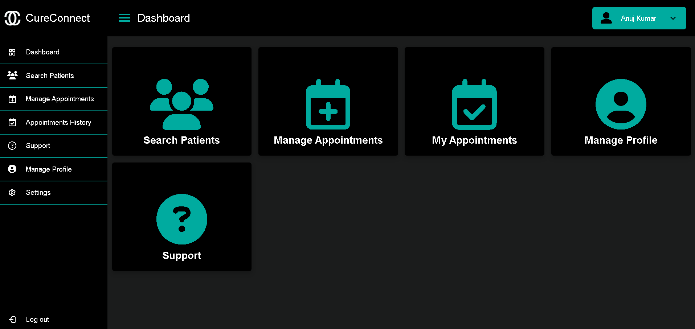 CureConnect
Dashboard
Anuj Kumar
Dashboard
Search Patients
Manage Appointments
Appointments History
Support
Manage Profile
Settings
Log out
Search Patients
Manage Appointments
My Appointments
Manage Profile
Support